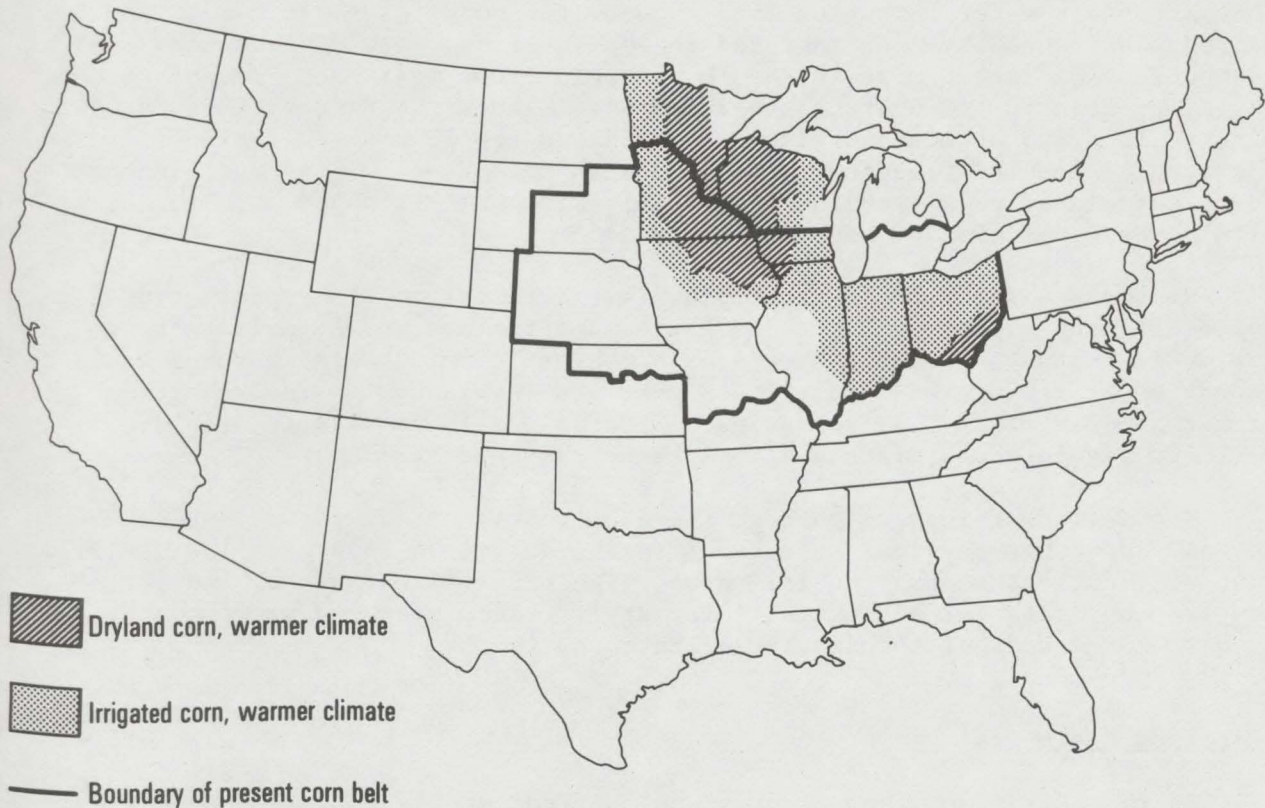 Dryland corn, warmer climate
Irrigated corn, warmer climate
Boundary of present corn belt